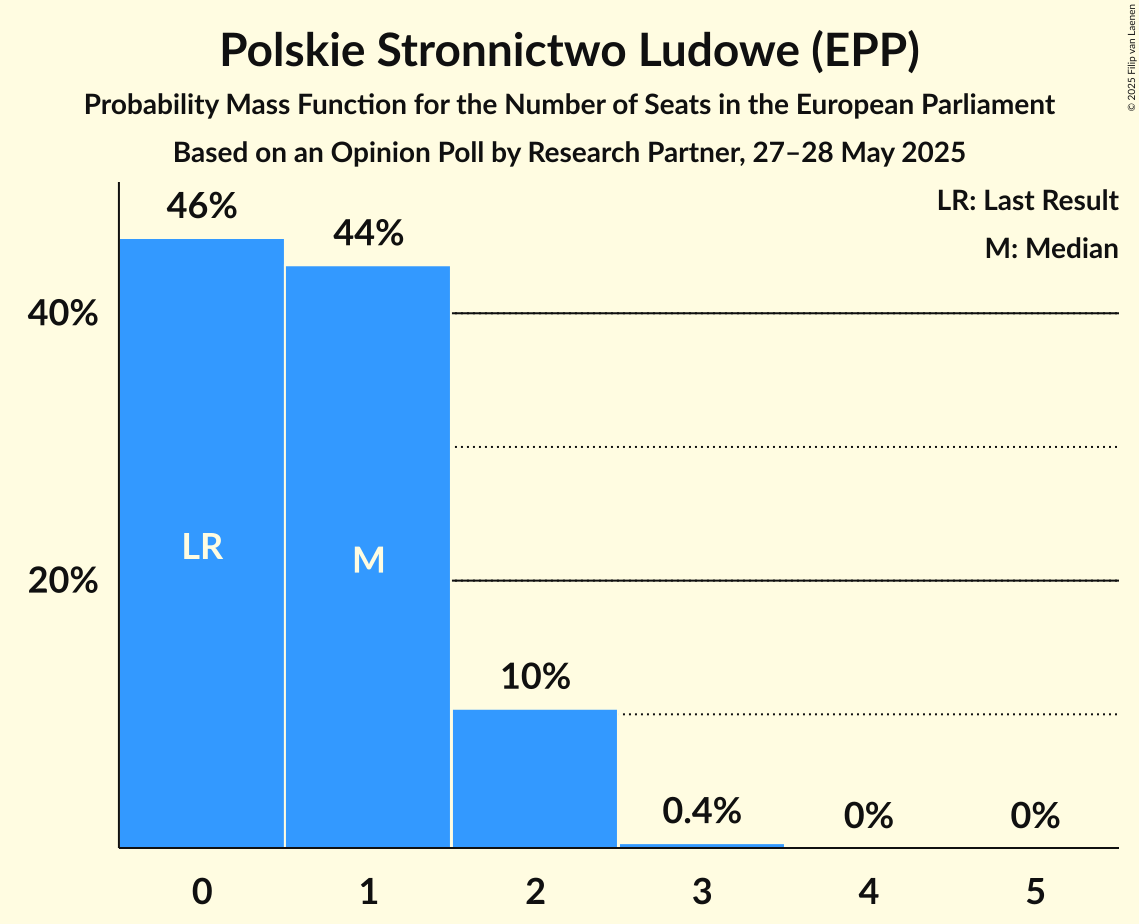 Polskie Stronnictwo Ludowe (EPP)
Probability Mass Function for the Number of Seats in the European Parliament
Based on an Opinion Poll by Research Partner, 27–28 May 2025
© 2025 Filip van Laenen
LR: Last Result
M: Median
46%
44%
40%
LR
M
20%
10%
0.4%
0%
0%
0 1 2 3 4 5